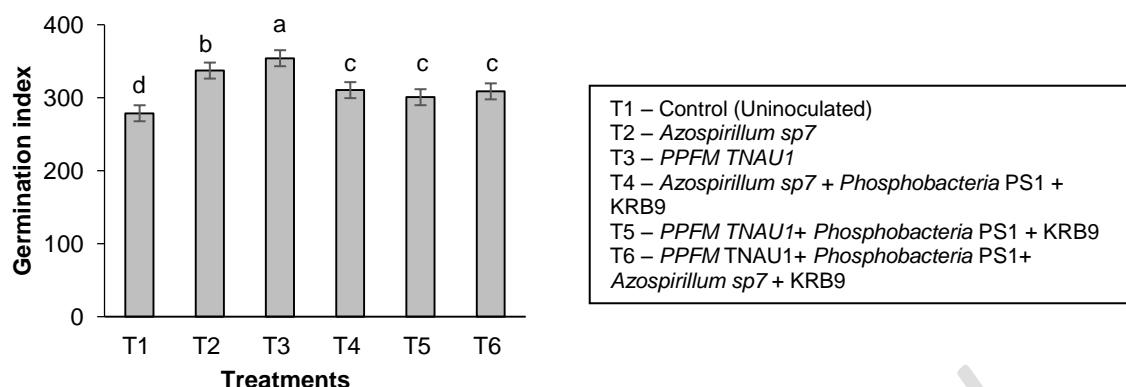 400
300
200
100
0
Germination index
d
b
a
c
c
c
T1
T2
T3
T4
T5
T6
Treatments
T1 – Control (Uninoculated)
T2 – Azospirillum sp7
T3 – PPFM TNAU1
T4 – Azospirillum sp7 + Phosphobacteria PS1 +
KRB9
T5 – PPFM TNAU1+ Phosphobacteria PS1 + KRB9
T6 – PPFM TNAU1+ Phosphobacteria PS1+
Azospirillum sp7 + KRB9